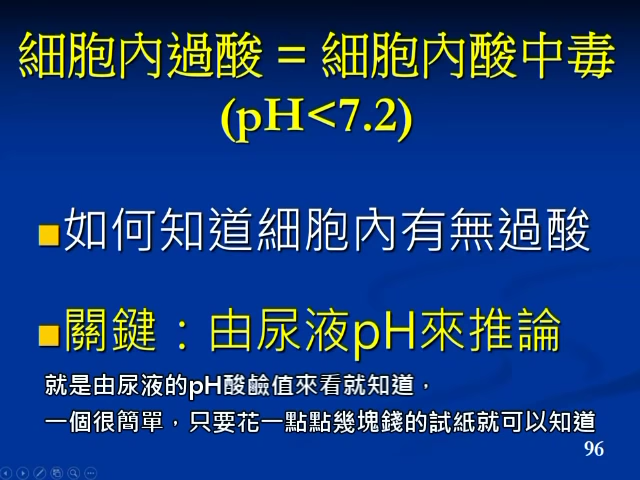 細胞內過酸 = 細胞內酸中毒
(pH<7.2)
如何知道細胞內有無過酸
關鍵：由尿液pH來推論
就是由尿液的pH酸鹼值來看就知道，
一個很簡單，只要花一點點幾塊錢的試紙就可以知道
96